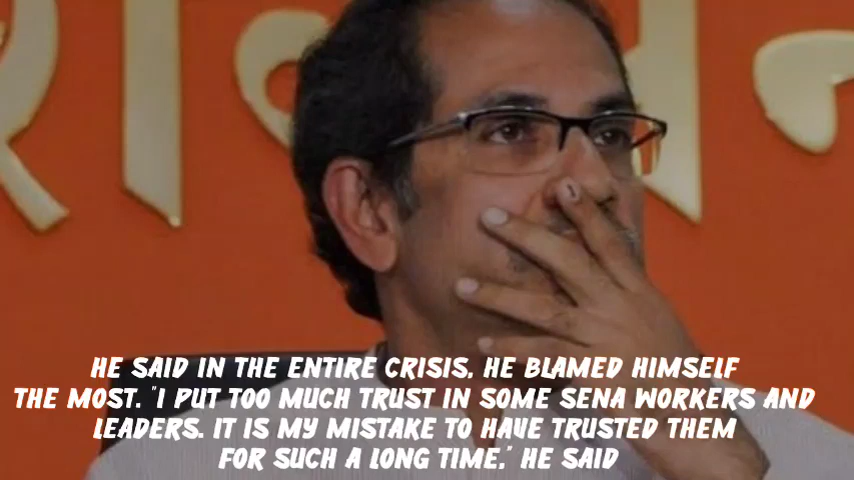 HE SAID IN THE ENTIRE CRISIS, HE BLAMED HIMSELF
THE MOST. "I PUT TOO MUCH TRUST IN SOME SENA WORKERS AND
LEADERS. IT IS MY MISTAKE TO HAVE TRUSTED THEM
FOR SUCH A LONG TIME," HE SAID